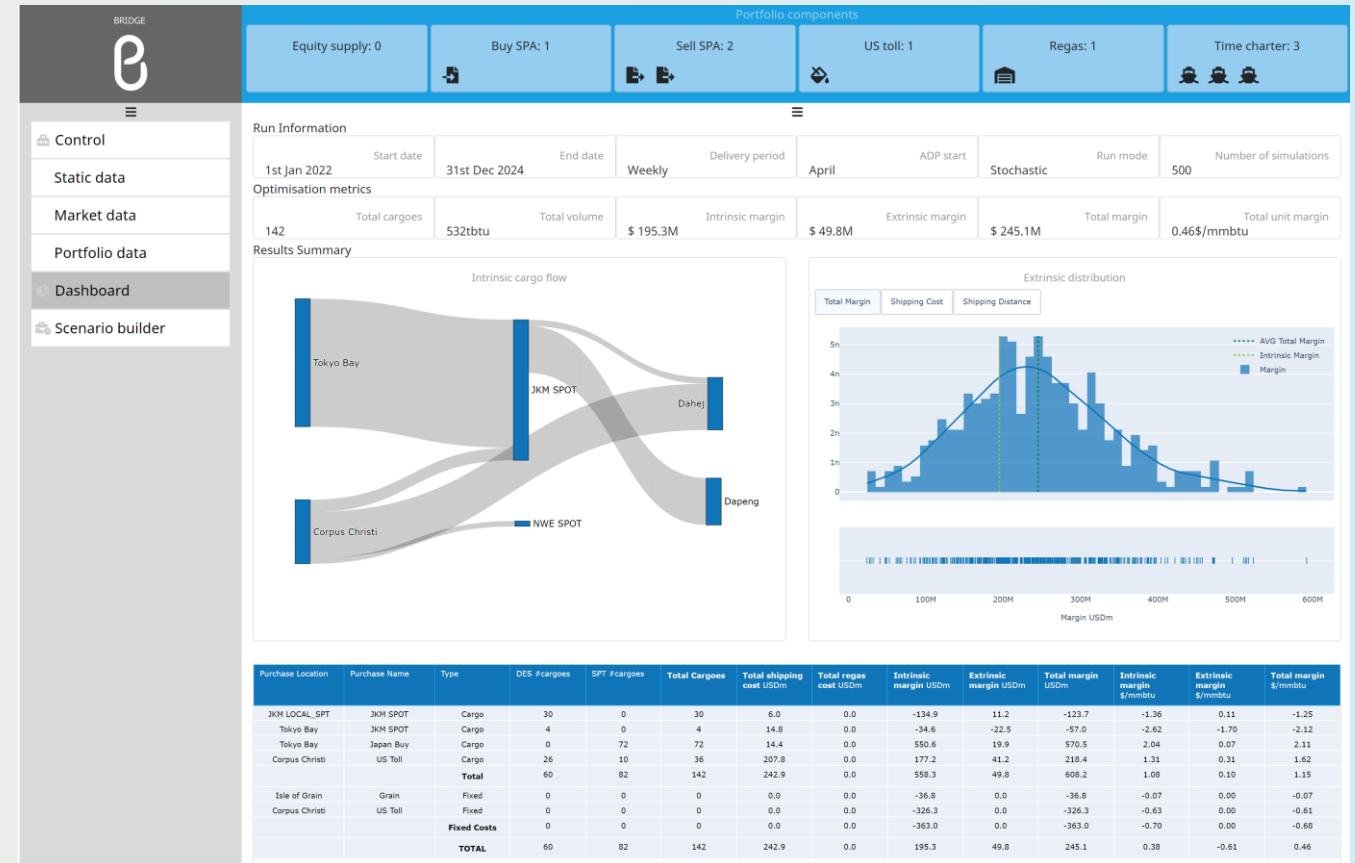 BRIDGE
Portfolio components
Equity supply: 0
Buy SPA: 1
Sell SPA: 2
US toll: 1
Regas: 1
Time charter: 3
Control
Static data
Market data
Portfolio data
Dashboard
Scenario builder
Run Information
Start date
1st Jan 2022
End date
31st Dec 2024
Delivery period
Weekly
ADP start
April
Run mode
Stochastic
Number of simulations
500
Optimisation metrics
Total cargoes
142
Total volume
532tbtu
Intrinsic margin
$ 195.3M
Extrinsic margin
$ 49.8M
Total margin
$ 245.1M
Total unit margin
0.46$/mmbtu
Results Summary
Intrinsic cargo flow
Tokyo Bay
JKM SPOT
Dahej
Dapeng
NWE SPOT
Corpus Christi
Extrinsic distribution
Total Margin Shipping Cost Shipping Distance
AVG Total Margin
Intrinsic Margin
Margin
5n
4n
3n
2n
1n
0
0 100M 200M 300M 400M 500M 600M
Margin USDm
Purchase Location Purchase Name Type DES #cargoes SPT #cargoes Total Cargoes Total shipping cost USDm Total regas cost USDm Intrinsic margin USDm Extrinsic margin USDm Total margin USDm Intrinsic margin $/mmbtu Extrinsic margin $/mmbtu Total margin $/mmbtu
JKM LOCAL_SPT JKM SPOT Cargo 30 0 30 6.0 0.0 -134.9 11.2 -123.7 -1.36 0.11 -1.25
Tokyo Bay JKM SPOT Cargo 4 0 4 14.8 0.0 -34.6 -22.5 -57.0 -2.62 -1.70 -2.12
Tokyo Bay Japan Buy Cargo 0 72 72 14.4 0.0 550.6 19.9 570.5 2.04 0.07 2.11
Corpus Christi US Toll Cargo 26 10 36 207.8 0.0 177.2 41.2 218.4 1.31 0.31 1.62
Total 60 82 142 242.9 0.0 558.3 49.8 608.2 1.08 0.10 1.15
Isle of Grain Grain Fixed 0 0 0 0.0 0.0 -36.8 0.0 -36.8 -0.07 0.00 -0.07
Corpus Christi US Toll Fixed 0 0 0 0.0 0.0 -326.3 0.0 -326.3 -0.63 0.00 -0.61
Fixed Costs 0 0 0 0.0 0.0 -363.0 0.0 -363.0 -0.70 0.00 -0.68
TOTAL 60 82 142 242.9 0.0 195.3 49.8 245.1 0.38 -0.61 0.46